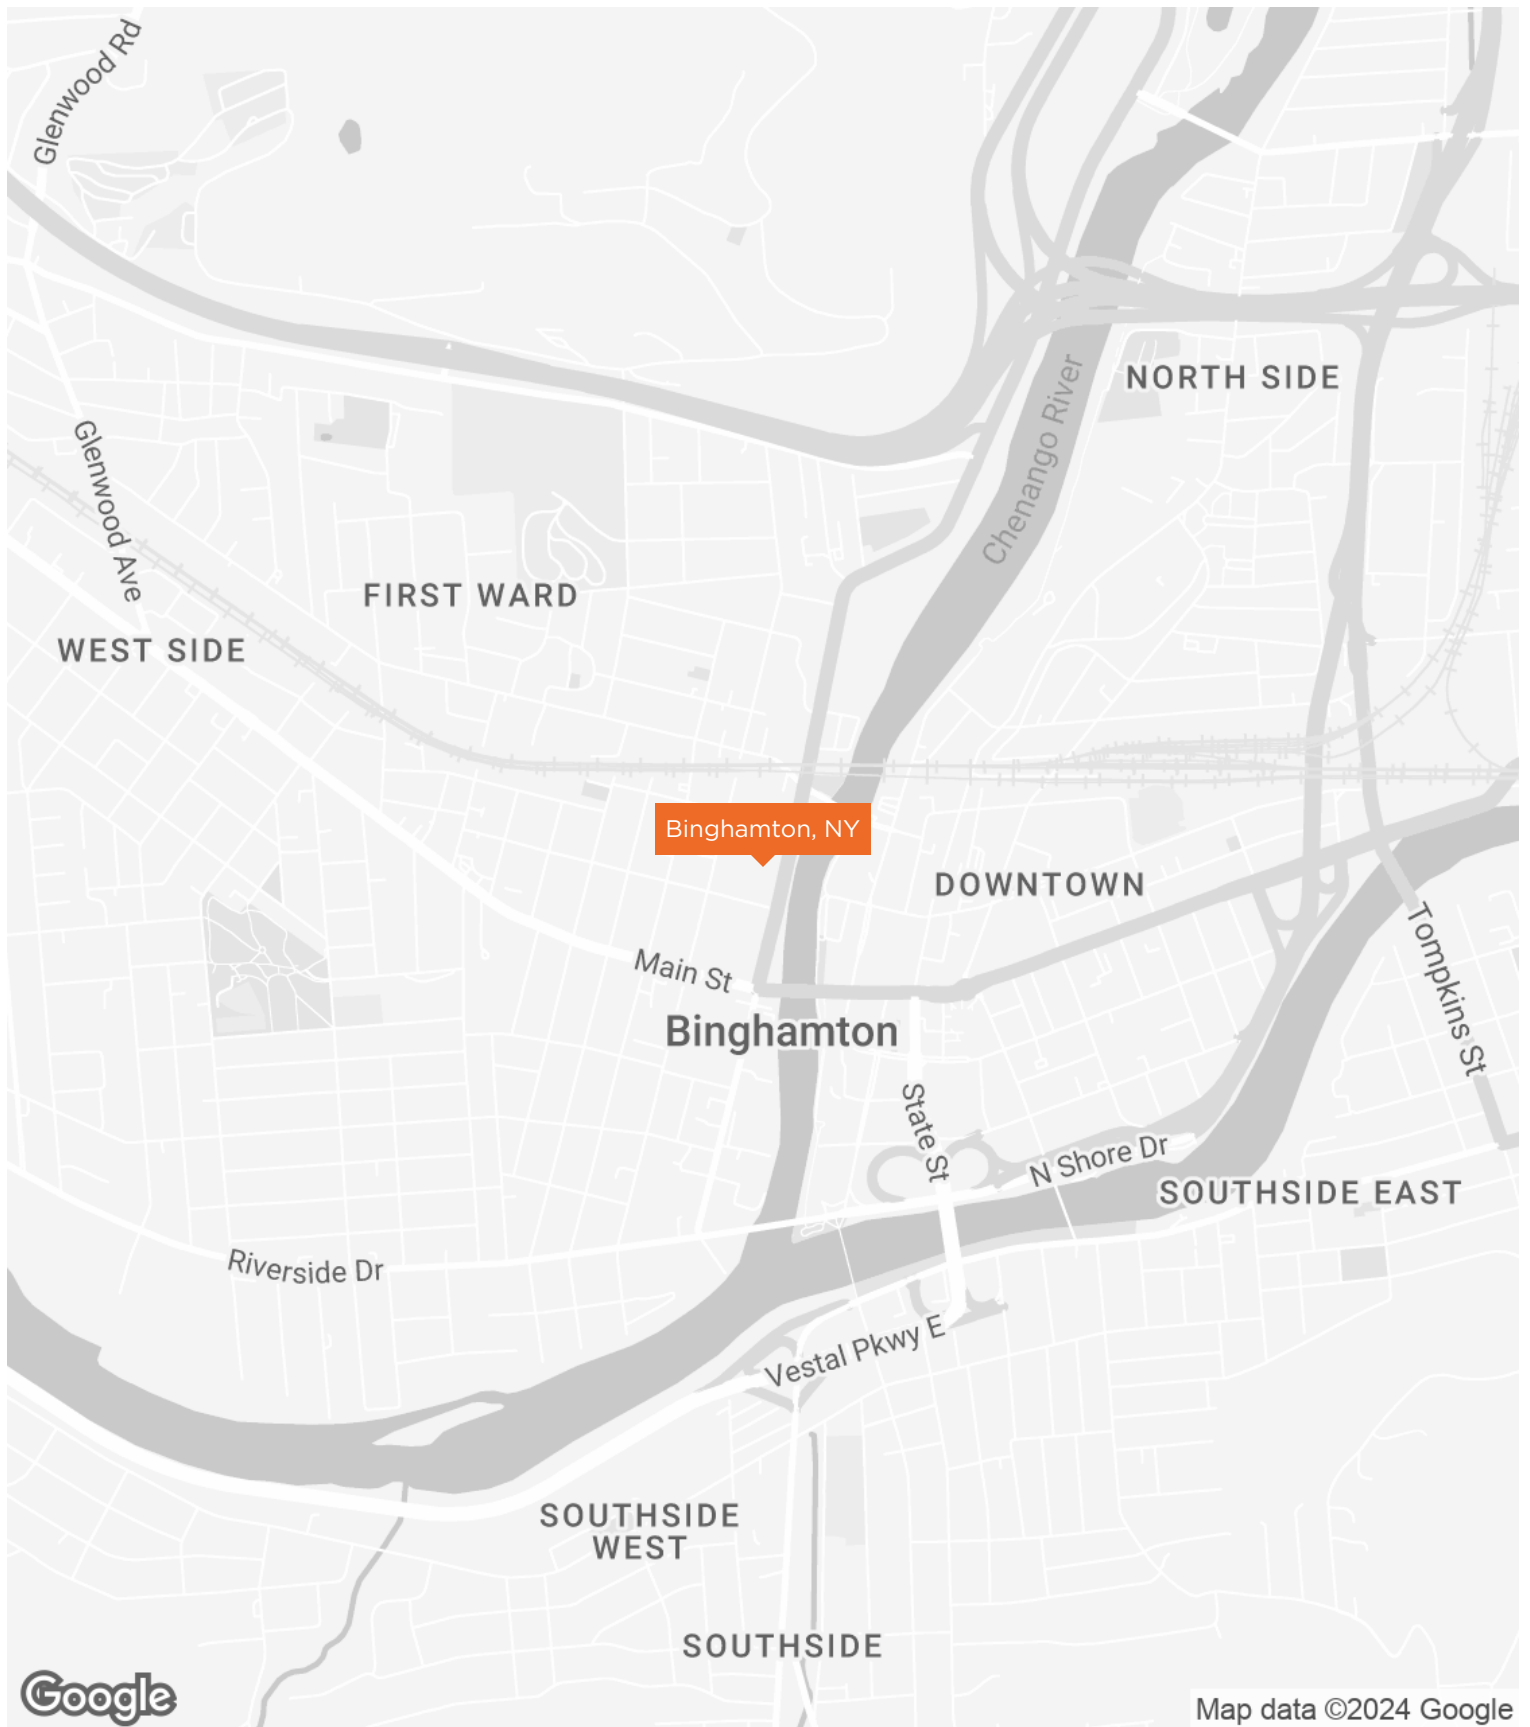 Glenwood Rd
NORTH SIDE
Chenango River
Glenwood Ave
FIRST WARD
WEST SIDE
Binghamton, NY
DOWNTOWN
Tompkins St
Main St
Binghamton
State St
N Shore Dr
SOUTHSIDE EAST
Riverside Dr
Vestal Pkwy E
SOUTHSIDE
WEST
SOUTHSIDE
Google
Map data ©2024 Google